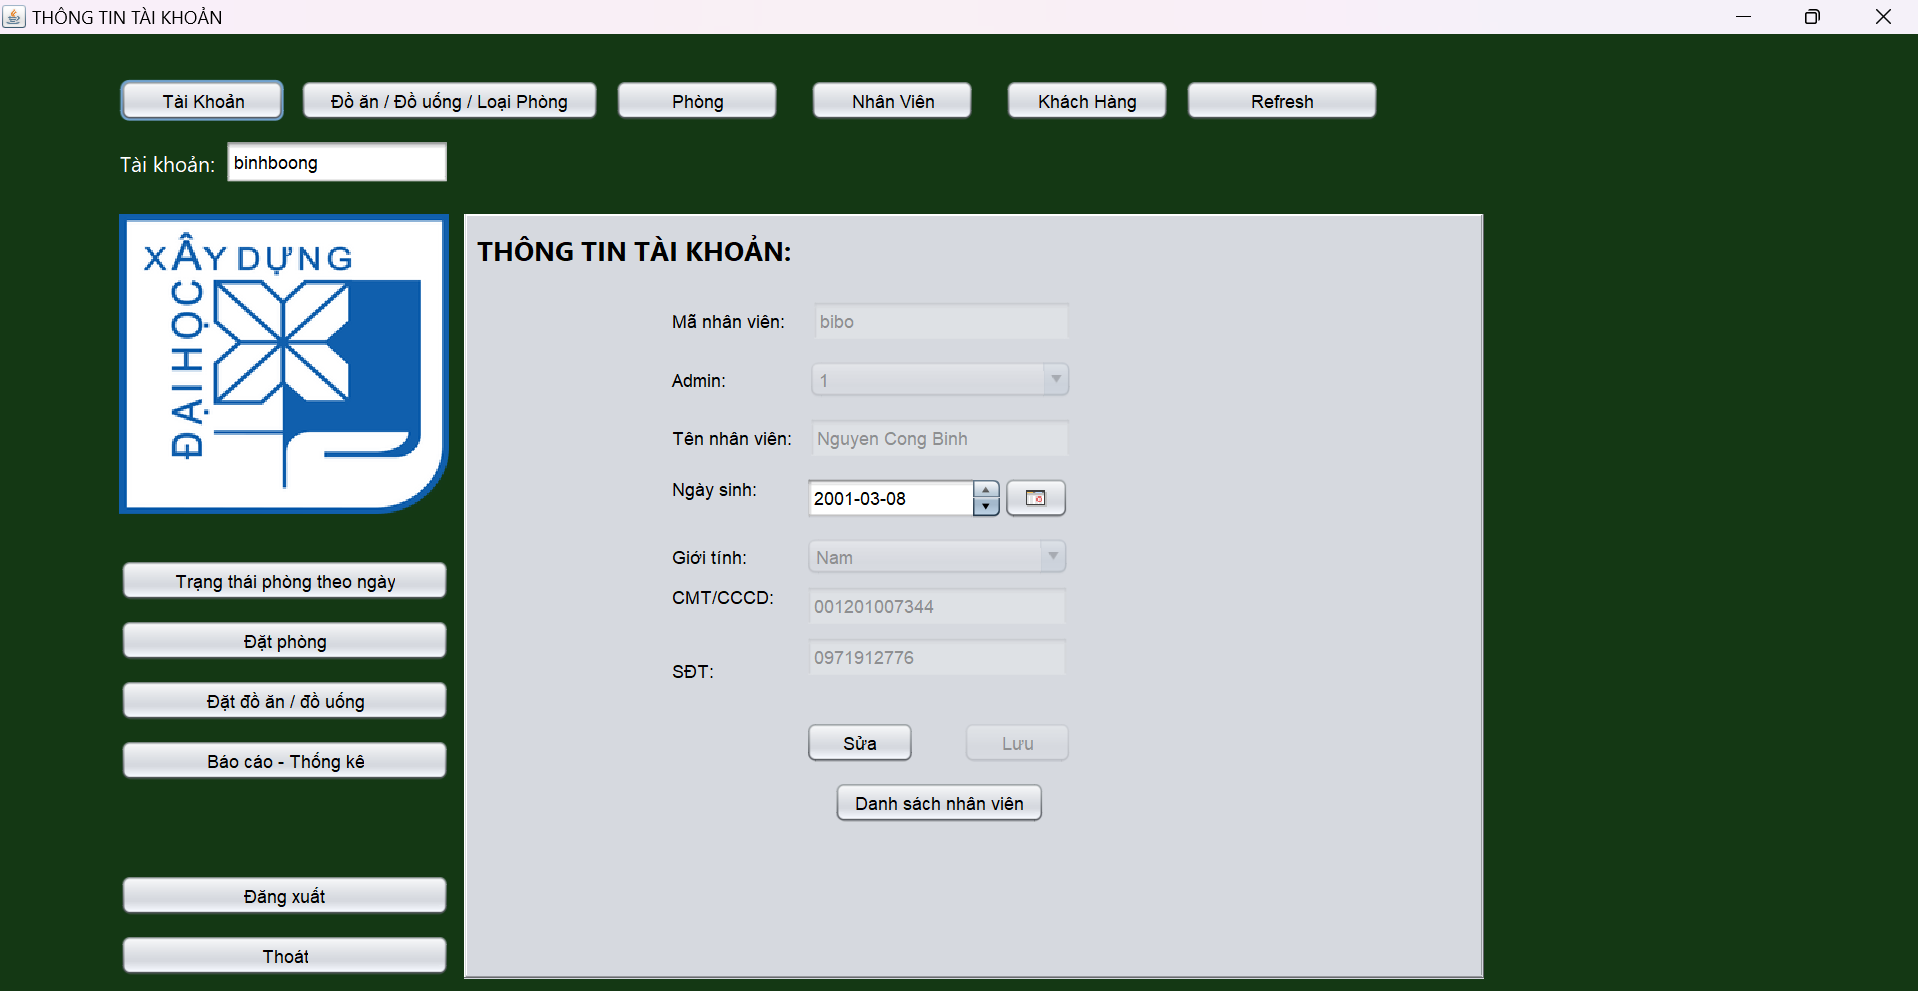 THÔNG TIN TÀI KHOẢN
Tài Khoản
Đồ ăn / Đồ uống / Loại Phòng
Phòng
Nhân Viên
Khách Hàng
Refresh
Tài khoản:
binhboong
XÂY DỰNG
ĐẠI HỌC
THÔNG TIN TÀI KHOẢN:
Mã nhân viên:
bibo
Admin:
1
Tên nhân viên:
Nguyen Cong Binh
Ngày sinh:
2001-03-08
Giới tính:
Nam
CMT/CCCD:
001201007344
SĐT:
0971912776
Sửa
Lưu
Danh sách nhân viên
Trạng thái phòng theo ngày
Đặt phòng
Đặt đồ ăn / đồ uống
Báo cáo - Thống kê
Đăng xuất
Thoát